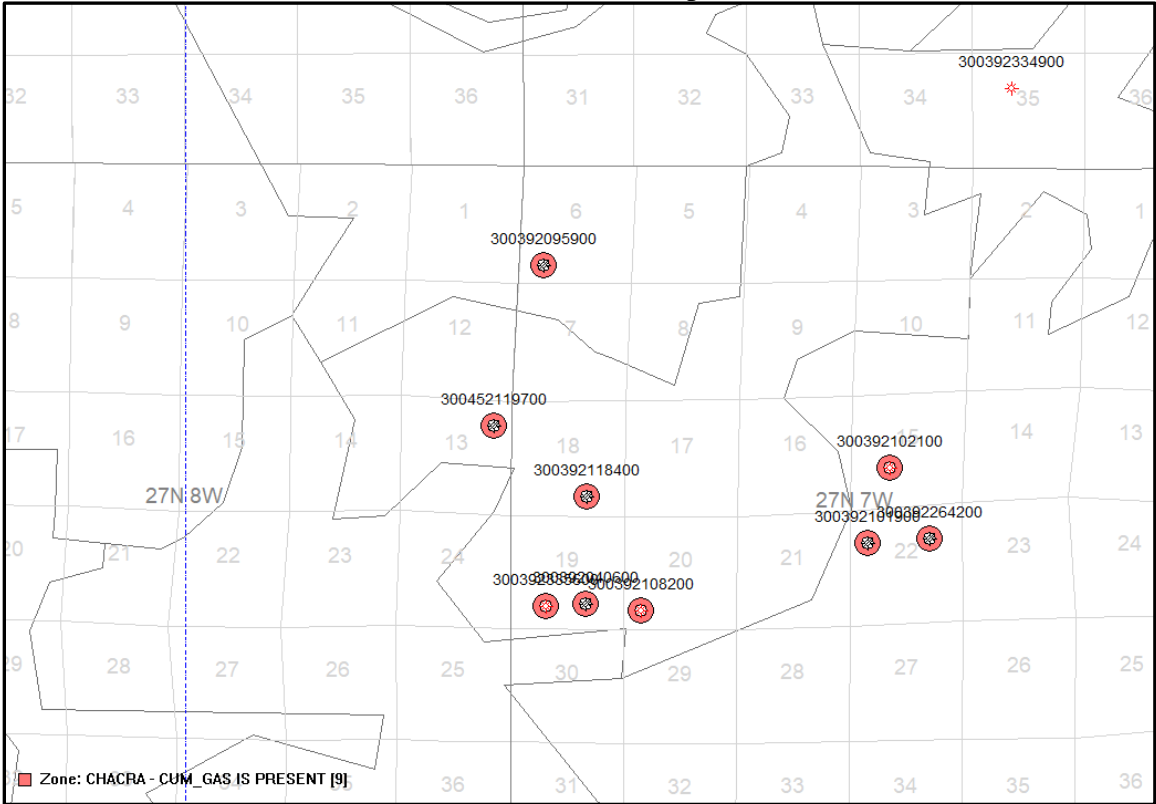 300392334900
32 33 34 35 36 31 32 33 34 35 36
5 4 3 2 1 6 5 4 3 2 1
300392095900
8 9 10 11 12 7 8 9 10 11 12
300452119700
17 16 15 14 13 18 17 16 15 14 13
300392102100
300392118400
27N 8W 27N 7W
300392101900 300392264200
20 21 22 23 24 19 20 21 22 23 24
300392040600 300392108200
29 28 27 26 25 30 29 28 27 26 25
36 31 32 33 34 35 36
Zone: CHACRA - CUM_GAS IS PRESENT [9]